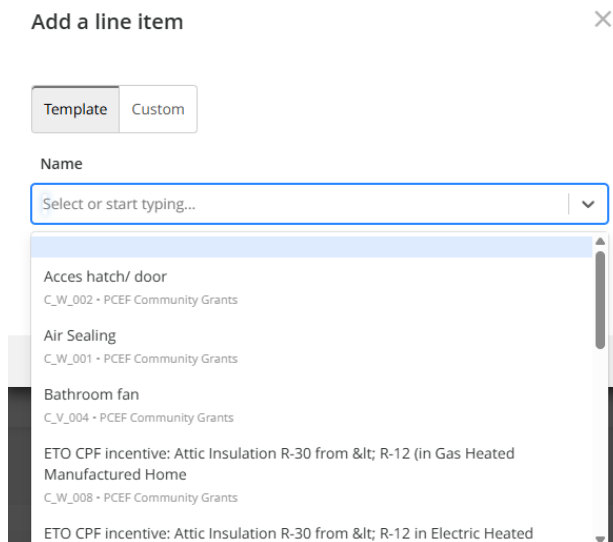 Add a line item
Template
Custom
Name
Select or start typing...
Acces hatch/ door
C_W_002 • PCEF Community Grants
Air Sealing
C_W_001 • PCEF Community Grants
Bathroom fan
C_V_004 • PCEF Community Grants
ETO CPF incentive: Attic Insulation R-30 from &lt; R-12 (in Gas Heated
Manufactured Home
C_W_008 • PCEF Community Grants
ETO CPF incentive: Attic Insulation R-30 from &lt; R-12 in Electric Heated